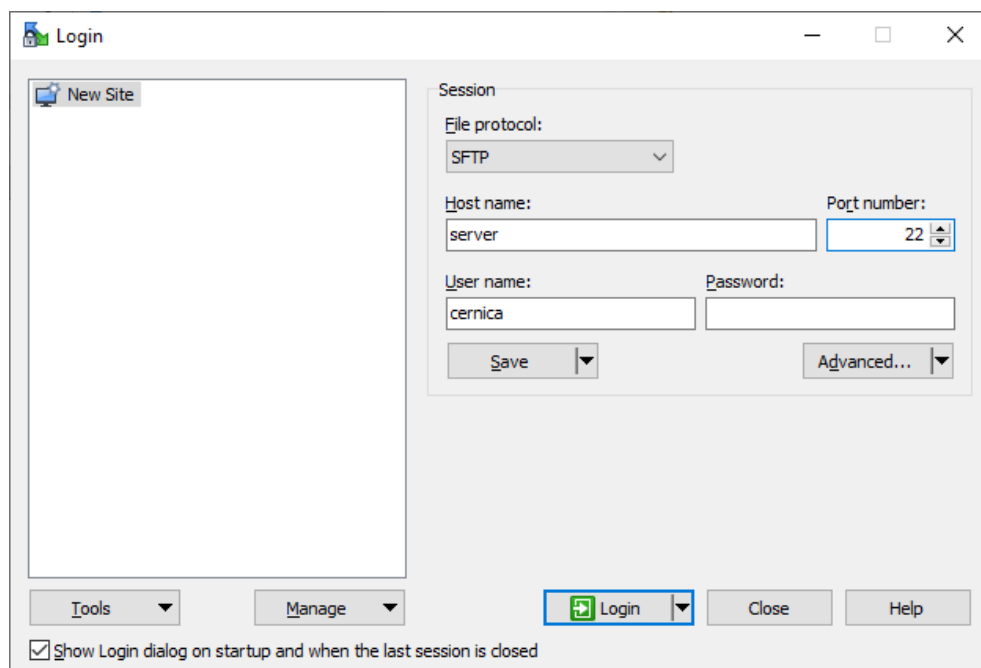 Login
New Site
Session
File protocol:
SFTP
Host name:
Port number:
server
22
User name:
Password:
cernica
Save
Advanced...
Tools
Manage
Login
Close
Help
Show Login dialog on startup and when the last session is closed